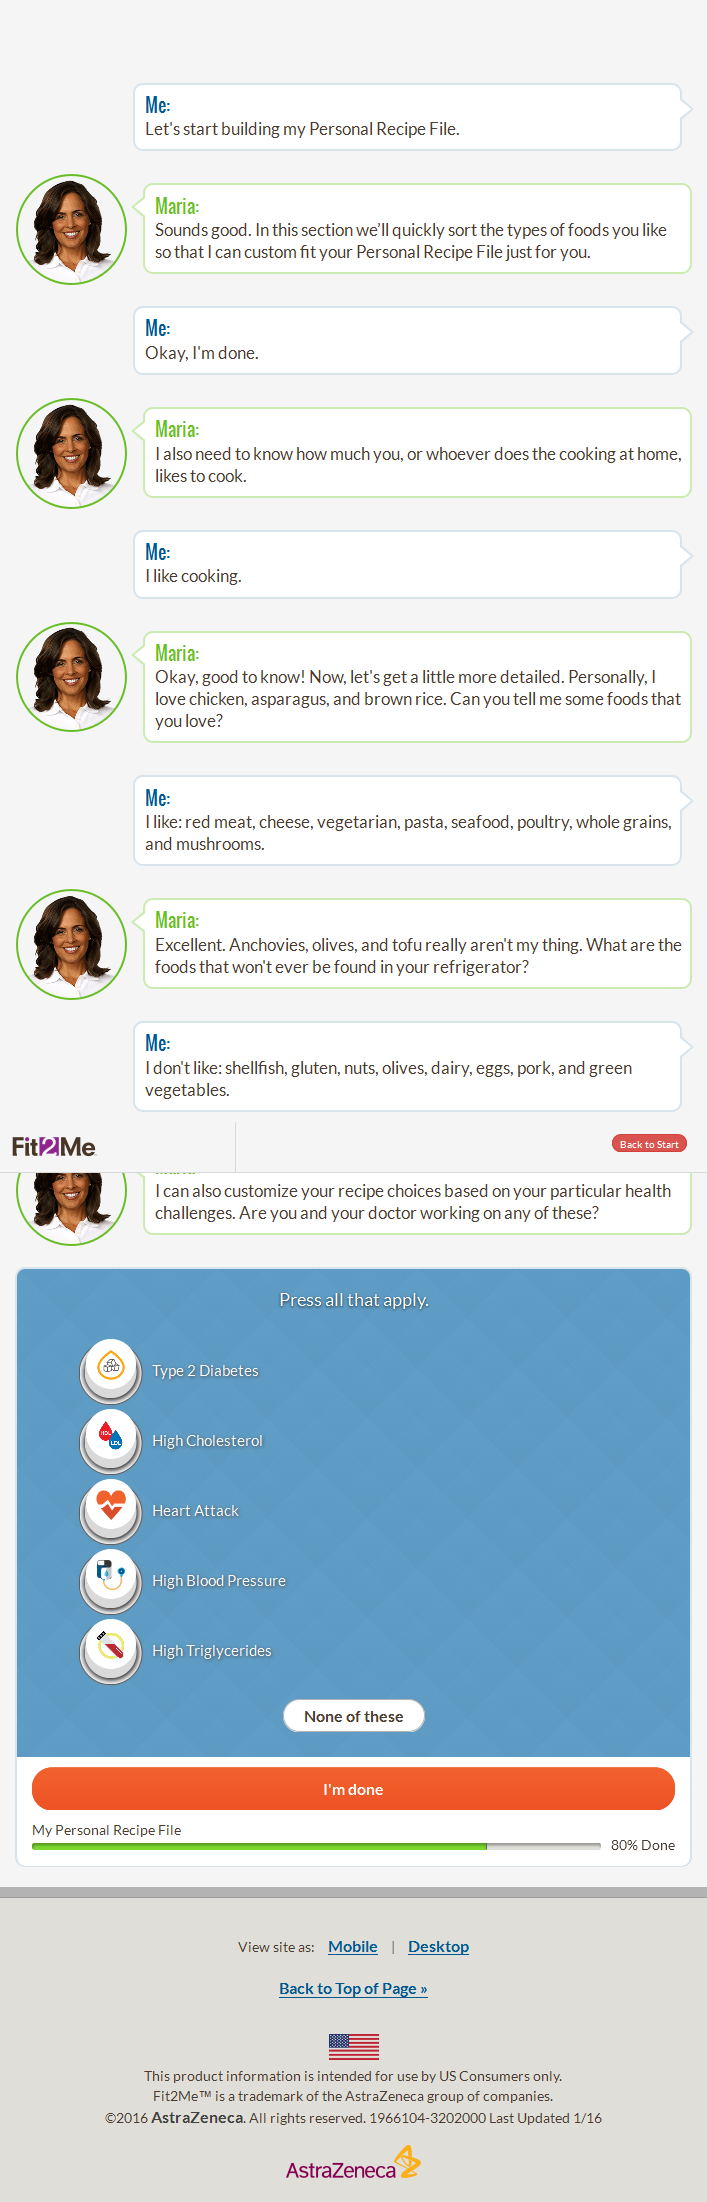 Me:
Let's start building my Personal Recipe File.
Maria:
Sounds good. In this section we’ll quickly sort the types of foods you like
so that I can custom fit your Personal Recipe File just for you.
Me:
Okay, I'm done.
Maria:
I also need to know how much you, or whoever does the cooking at home,
likes to cook.
Me:
I like cooking.
Maria:
Okay, good to know! Now, let's get a little more detailed. Personally, I
love chicken, asparagus, and brown rice. Can you tell me some foods that
you love?
Me:
I like: red meat, cheese, vegetarian, pasta, seafood, poultry, whole grains,
and mushrooms.
Maria:
Excellent. Anchovies, olives, and tofu really aren't my thing. What are the
foods that won't ever be found in your refrigerator?
Me:
I don't like: shellfish, gluten, nuts, olives, dairy, eggs, pork, and green
vegetables.
Fit2Me
Back to Start
I can also customize your recipe choices based on your particular health
challenges. Are you and your doctor working on any of these?
Press all that apply.
Type 2 Diabetes
HDL
LDL
High Cholesterol
Heart Attack
High Blood Pressure
High Triglycerides
None of these
I'm done
My Personal Recipe File
80% Done
View site as: Mobile | Desktop
Back to Top of Page »
This product information is intended for use by US Consumers only.
Fit2Me™ is a trademark of the AstraZeneca group of companies.
©2016 AstraZeneca. All rights reserved. 1966104-3202000 Last Updated 1/16
AstraZeneca